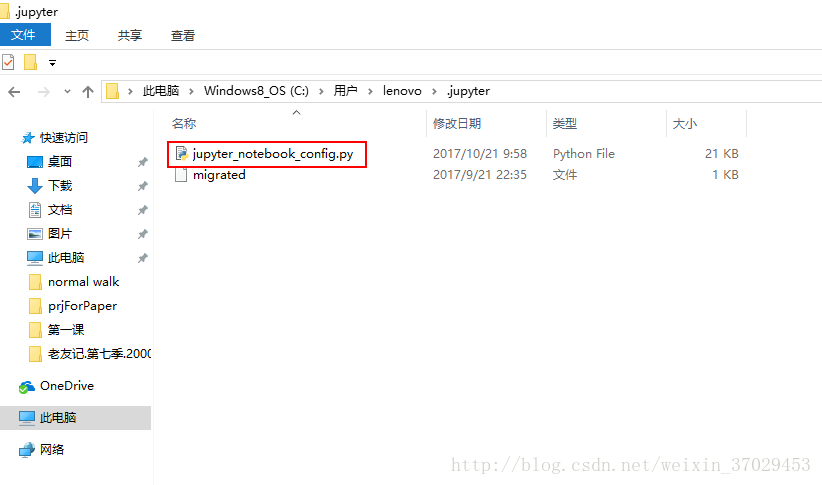 .jupyter
文件 主页 共享 查看
此电脑 Windows8_OS (C:) 用户 lenovo .jupyter
名称 修改日期 类型 大小
jupyter_notebook_config.py 2017/10/21 9:58 Python File 21 KB
migrated 2017/9/21 22:35 文件 1 KB
快速访问
桌面
下载
文档
图片
此电脑
normal walk
prjForPaper
第一课
老友记.第七季.2000
OneDrive
此电脑
网络
http://blog.csdn.net/weixin_37029453